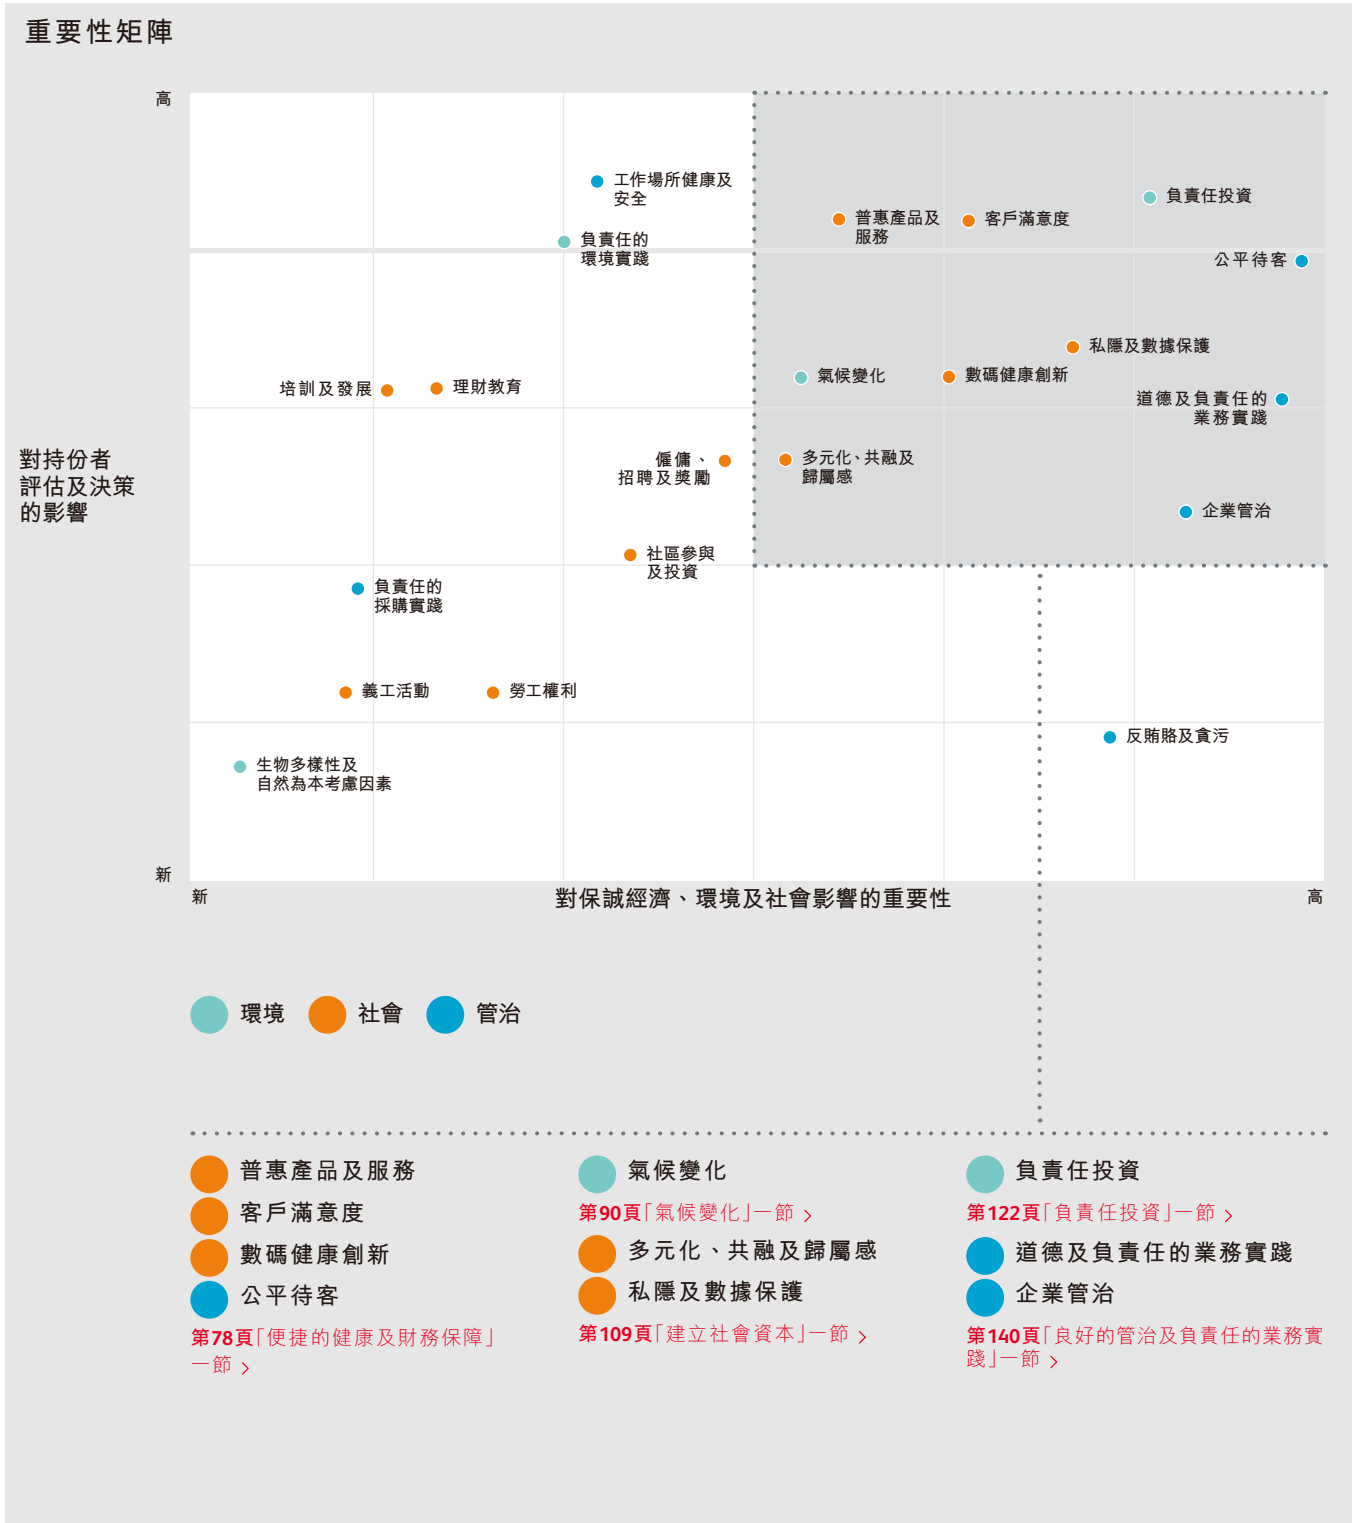 重要性矩陣
高
工作場所健康及
安全
負責任的
環境實踐
普惠產品及
服務
客戶滿意度
負責任投資
公平待客
私隱及數據保護
氣候變化
數碼健康創新
道德及負責任的
業務實踐
培訓及發展
理財教育
對持份者
評估及決策
的影響
僱傭、
招聘及獎勵
多元化、共融及
歸屬感
企業管治
社區參與
及投資
負責任的
採購實踐
義工活動
勞工權利
反賄賂及貪污
生物多樣性及
自然為本考慮因素
新
新
對保誠經濟、環境及社會影響的重要性
高
環境
社會
管治
普惠產品及服務
客戶滿意度
數碼健康創新
公平待客
第78頁「便捷的健康及財務保障」
一節 >
氣候變化
第90頁「氣候變化」一節 >
多元化、共融及歸屬感
私隱及數據保護
第109頁「建立社會資本」一節 >
負責任投資
第122頁「負責任投資」一節 >
道德及負責任的業務實踐
企業管治
第140頁「良好的管治及負責任的業務實
踐」一節 >